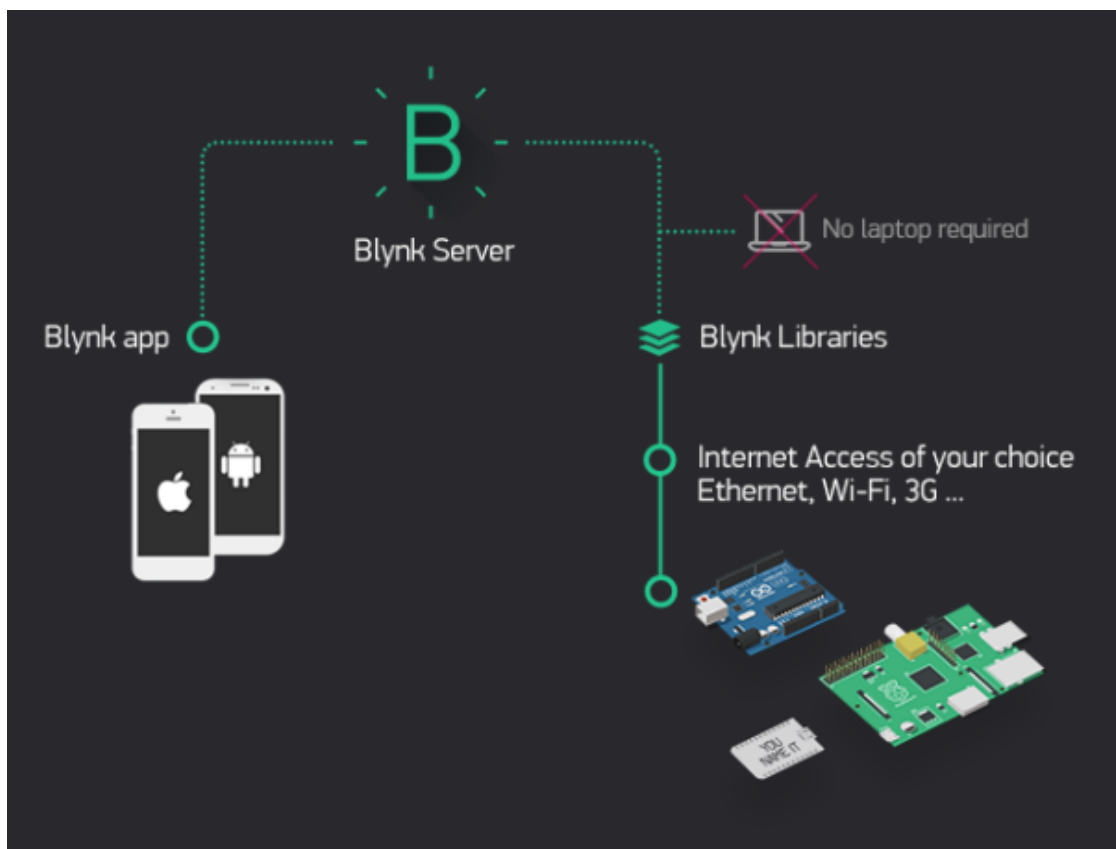 B
Blynk Server
No laptop required
Blynk app
Blynk Libraries
Internet Access of your choice
Ethernet, Wi-Fi, 3G ...
YOU
NAME IT